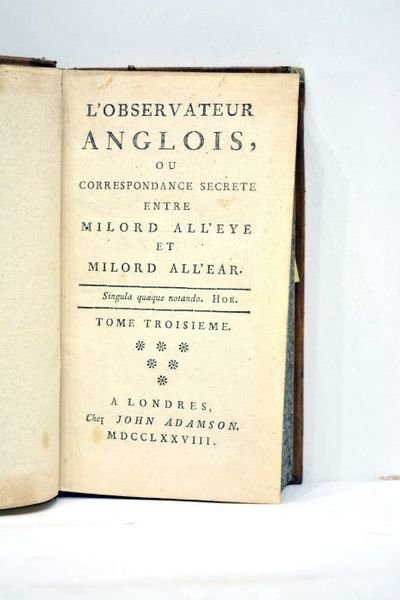 L'OBSERVATEUR
ANGLOIS,
OU
CORRESPONDANCE SECRETE
ENTRE
MILORD ALL'EYE
ET
MILORD ALL'EAR.
Singula quæque notando. HOR.
TOME TROISIEME.
A LONDRES,
Chez JOHN ADAMSON.
MDCCLXXVIII.